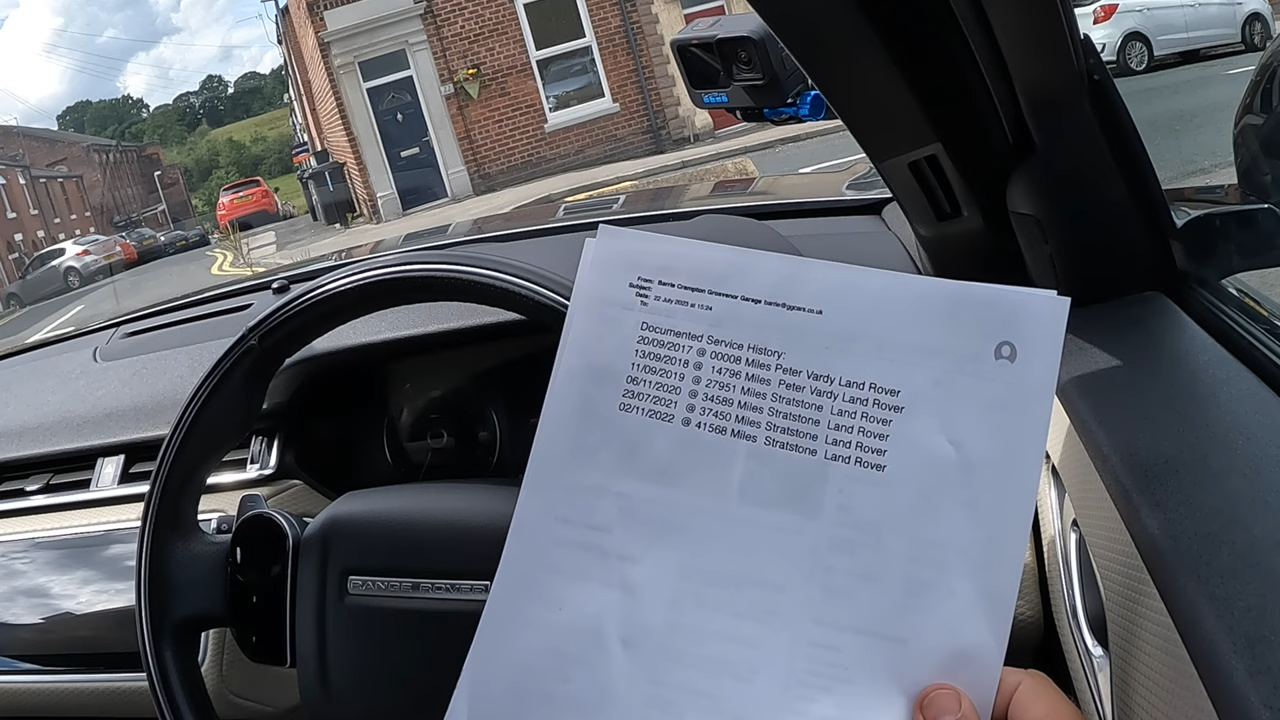 From: Barrie Crampton Grosvenor Garage barrie@ggcars.co.uk
Subject:
Date: 22 July 2023 at 15:24
To:
Documented Service History:
20/09/2017 @ 00008 Miles Peter Vardy Land Rover
13/09/2018 @ 14796 Miles Peter Vardy Land Rover
11/09/2019 @ 27951 Miles Stratstone Land Rover
06/11/2020 @ 34589 Miles Stratstone Land Rover
23/07/2021 @ 37450 Miles Stratstone Land Rover
02/11/2022 @ 41568 Miles Stratstone Land Rover
RANGE ROVER